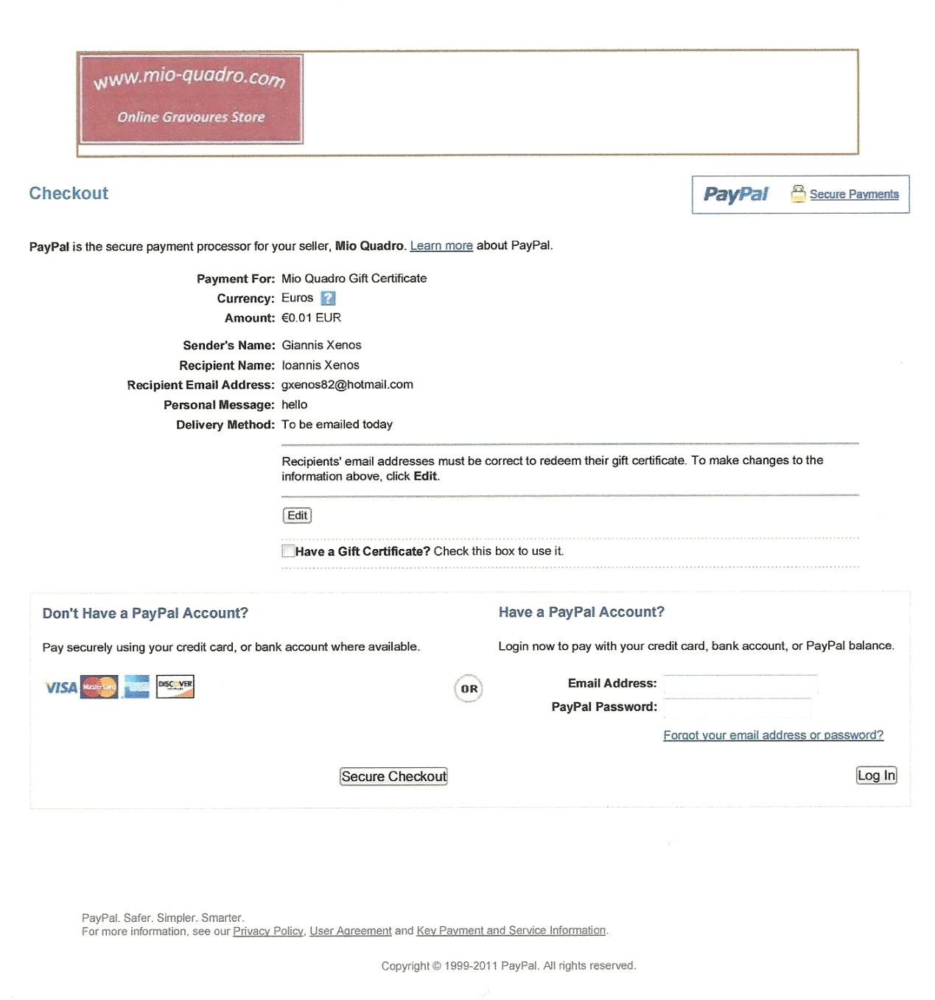 www.mio-quadro.com
Online Gravoures Store
Checkout
PayPal Secure Payments
PayPal is the secure payment processor for your seller, Mio Quadro. Learn more about PayPal.
Payment For: Mio Quadro Gift Certificate
Currency: Euros ?
Amount: €0.01 EUR
Sender's Name: Giannis Xenos
Recipient Name: Ioannis Xenos
Recipient Email Address: gxenos82@hotmail.com
Personal Message: hello
Delivery Method: To be emailed today
Recipients' email addresses must be correct to redeem their gift certificate. To make changes to the
information above, click Edit.
Edit
Have a Gift Certificate? Check this box to use it.
Don't Have a PayPal Account?
Pay securely using your credit card, or bank account where available.
VISA MasterCard DISCOVER
Secure Checkout
OR
Have a PayPal Account?
Login now to pay with your credit card, bank account, or PayPal balance.
Email Address:
PayPal Password:
Forgot your email address or password?
Log In
PayPal. Safer. Simpler. Smarter.
For more information, see our Privacy Policy, User Agreement and Key Payment and Service Information.
Copyright © 1999-2011 PayPal. All rights reserved.